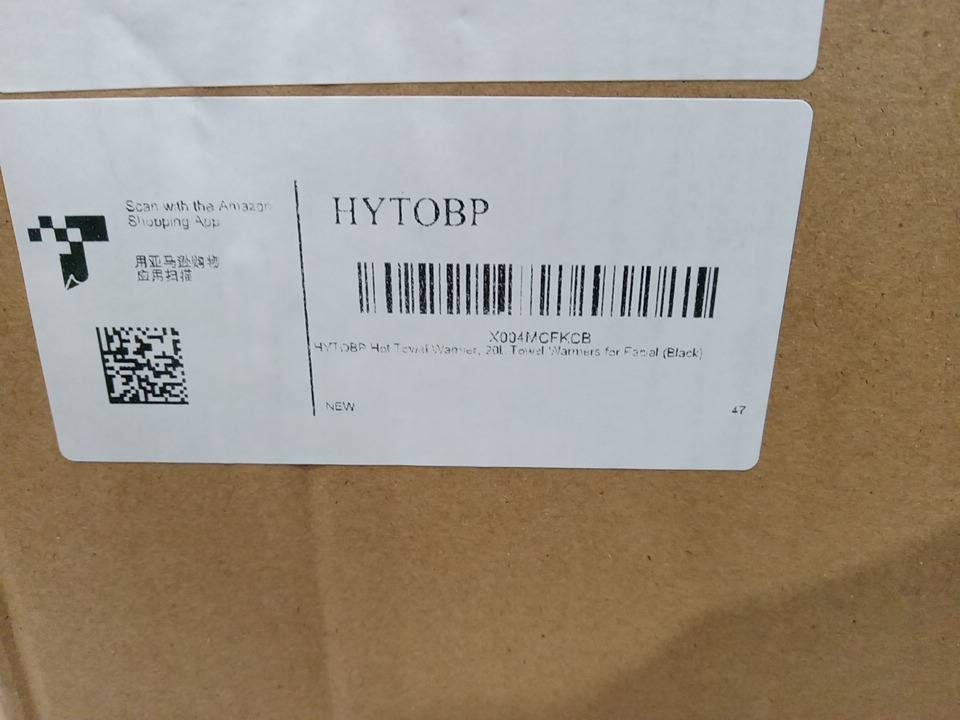 Scan with the Amazon
Shopping App
用亚马逊购物
应用扫描
HYTOBP
X004MCFKCB
HYTOBP Hot Towel Warmer, 20L Towel Warmers for Facial (Black)
NEW
47